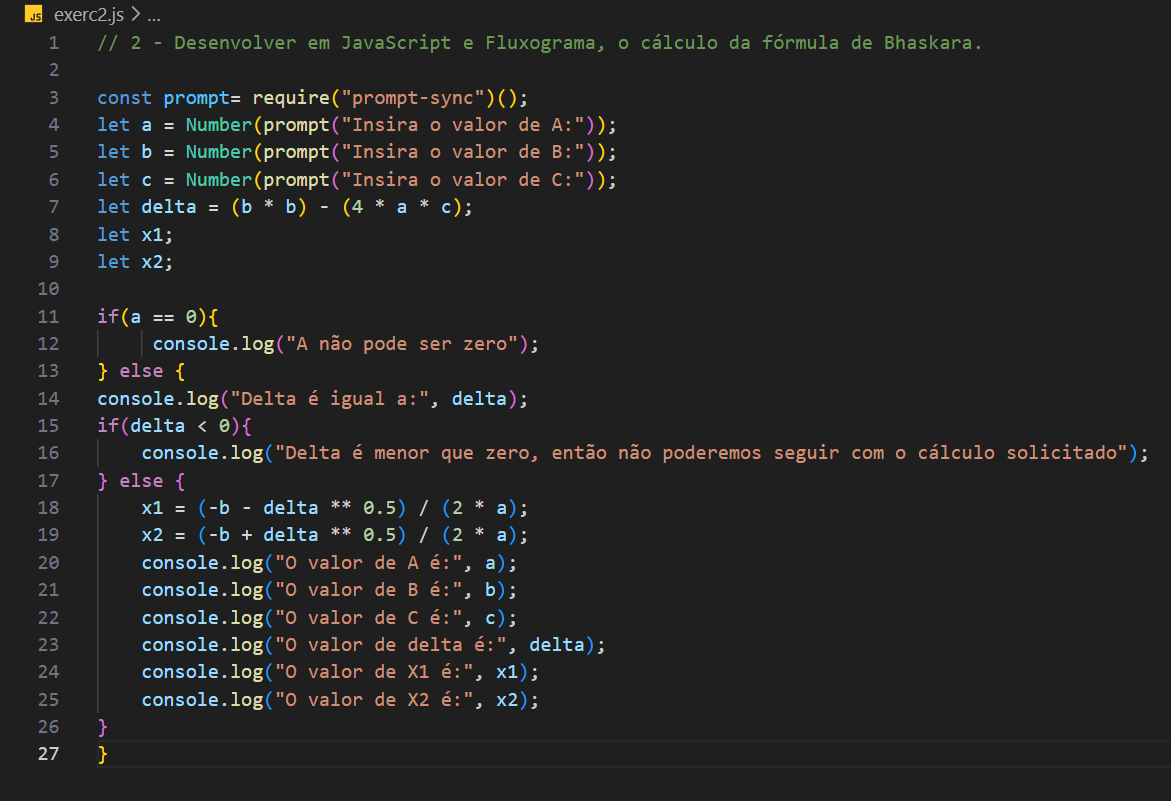 JS exerc2.js > ...
1 // 2 - Desenvolver em JavaScript e Fluxograma, o cálculo da fórmula de Bhaskara.
2
3 const prompt= require("prompt-sync")();
4 let a = Number(prompt("Insira o valor de A:"));
5 let b = Number(prompt("Insira o valor de B:"));
6 let c = Number(prompt("Insira o valor de C:"));
7 let delta = (b * b) - (4 * a * c);
8 let x1;
9 let x2;
10
11 if(a == 0){
12      console.log("A não pode ser zero");
13 } else {
14 console.log("Delta é igual a:", delta);
15 if(delta < 0){
16     console.log("Delta é menor que zero, então não poderemos seguir com o cálculo solicitado");
17 } else {
18     x1 = (-b - delta ** 0.5) / (2 * a);
19     x2 = (-b + delta ** 0.5) / (2 * a);
20     console.log("O valor de A é:", a);
21     console.log("O valor de B é:", b);
22     console.log("O valor de C é:", c);
23     console.log("O valor de delta é:", delta);
24     console.log("O valor de X1 é:", x1);
25     console.log("O valor de X2 é:", x2);
26 }
27 }